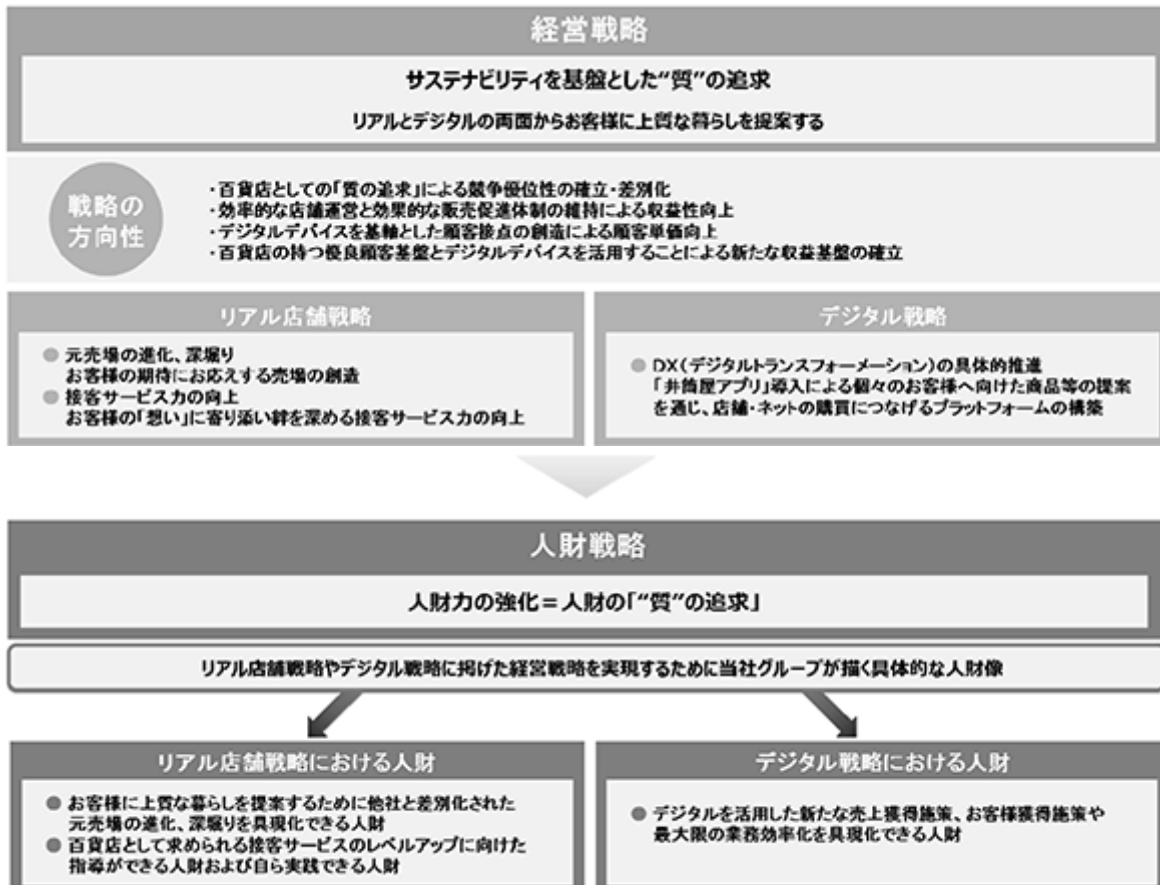 経営戦略
サステナビリティを基盤とした“質”の追求
リアルとデジタルの両面からお客様に上質な暮らしを提案する
戦略の
方向性
・百貨店としての「質の追求」による競争優位性の確立・差別化
・効率的な店舗運営と効果的な販売促進体制の維持による収益性向上
・デジタルデバイスを基軸とした顧客接点の創造による顧客単価向上
・百貨店の持つ優良顧客基盤とデジタルデバイスを活用することによる新たな収益基盤の確立
リアル店舗戦略
● 元売場の進化、深堀り
お客様の期待にお応えする売場の創造
● 接客サービス力の向上
お客様の「想い」に寄り添い絆を深める接客サービス力の向上
デジタル戦略
● DX(デジタルトランスフォーメーション)の具体的推進
「井筒屋アプリ」導入による個々のお客様へ向けた商品等の提案
を通じ、店舗・ネットの購買につなげるプラットフォームの構築
人財戦略
人財力の強化＝人財の「“質”の追求」
リアル店舗戦略やデジタル戦略に掲げた経営戦略を実現するために当社グループが描く具体的な人財像
リアル店舗戦略における人財
● お客様に上質な暮らしを提案するために他社と差別化された
元売場の進化、深堀りを具現化できる人財
● 百貨店として求められる接客サービスのレベルアップに向けた
指導ができる人財および自ら実践できる人財
デジタル戦略における人財
● デジタルを活用した新たな売上獲得施策、お客様獲得施策や
最大限の業務効率化を具現化できる人財